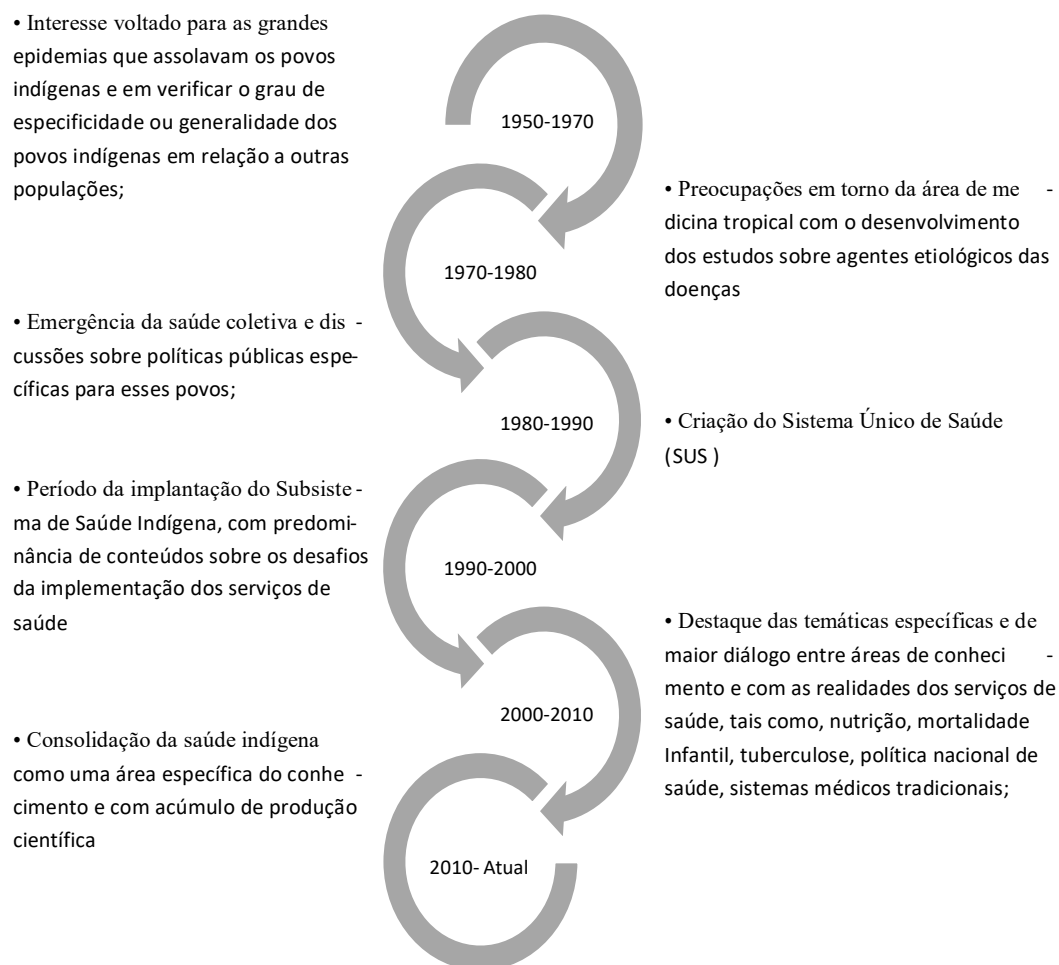 • Interesse voltado para as grandes
epidemias que assolavam os povos
indígenas e em verificar o grau de
especificidade ou generalidade dos
povos indígenas em relação a outras
populações;
1950-1970
• Preocupações em torno da área de me -
dicina tropical com o desenvolvimento
dos estudos sobre agentes etiológicos das
doenças
1970-1980
• Emergência da saúde coletiva e dis -
cussões sobre políticas públicas espe-
cíficas para esses povos;
1980-1990
• Criação do Sistema Único de Saúde
(SUS )
• Período da implantação do Subsiste -
ma de Saúde Indígena, com predomi-
nância de conteúdos sobre os desafios
da implementação dos serviços de
saúde
1990-2000
• Destaque das temáticas específicas e de
maior diálogo entre áreas de conheci -
mento e com as realidades dos serviços de
saúde, tais como, nutrição, mortalidade
Infantil, tuberculose, política nacional de
saúde, sistemas médicos tradicionais;
2000-2010
• Consolidação da saúde indígena
como uma área específica do conhe -
cimento e com acúmulo de produção
científica
2010- Atual